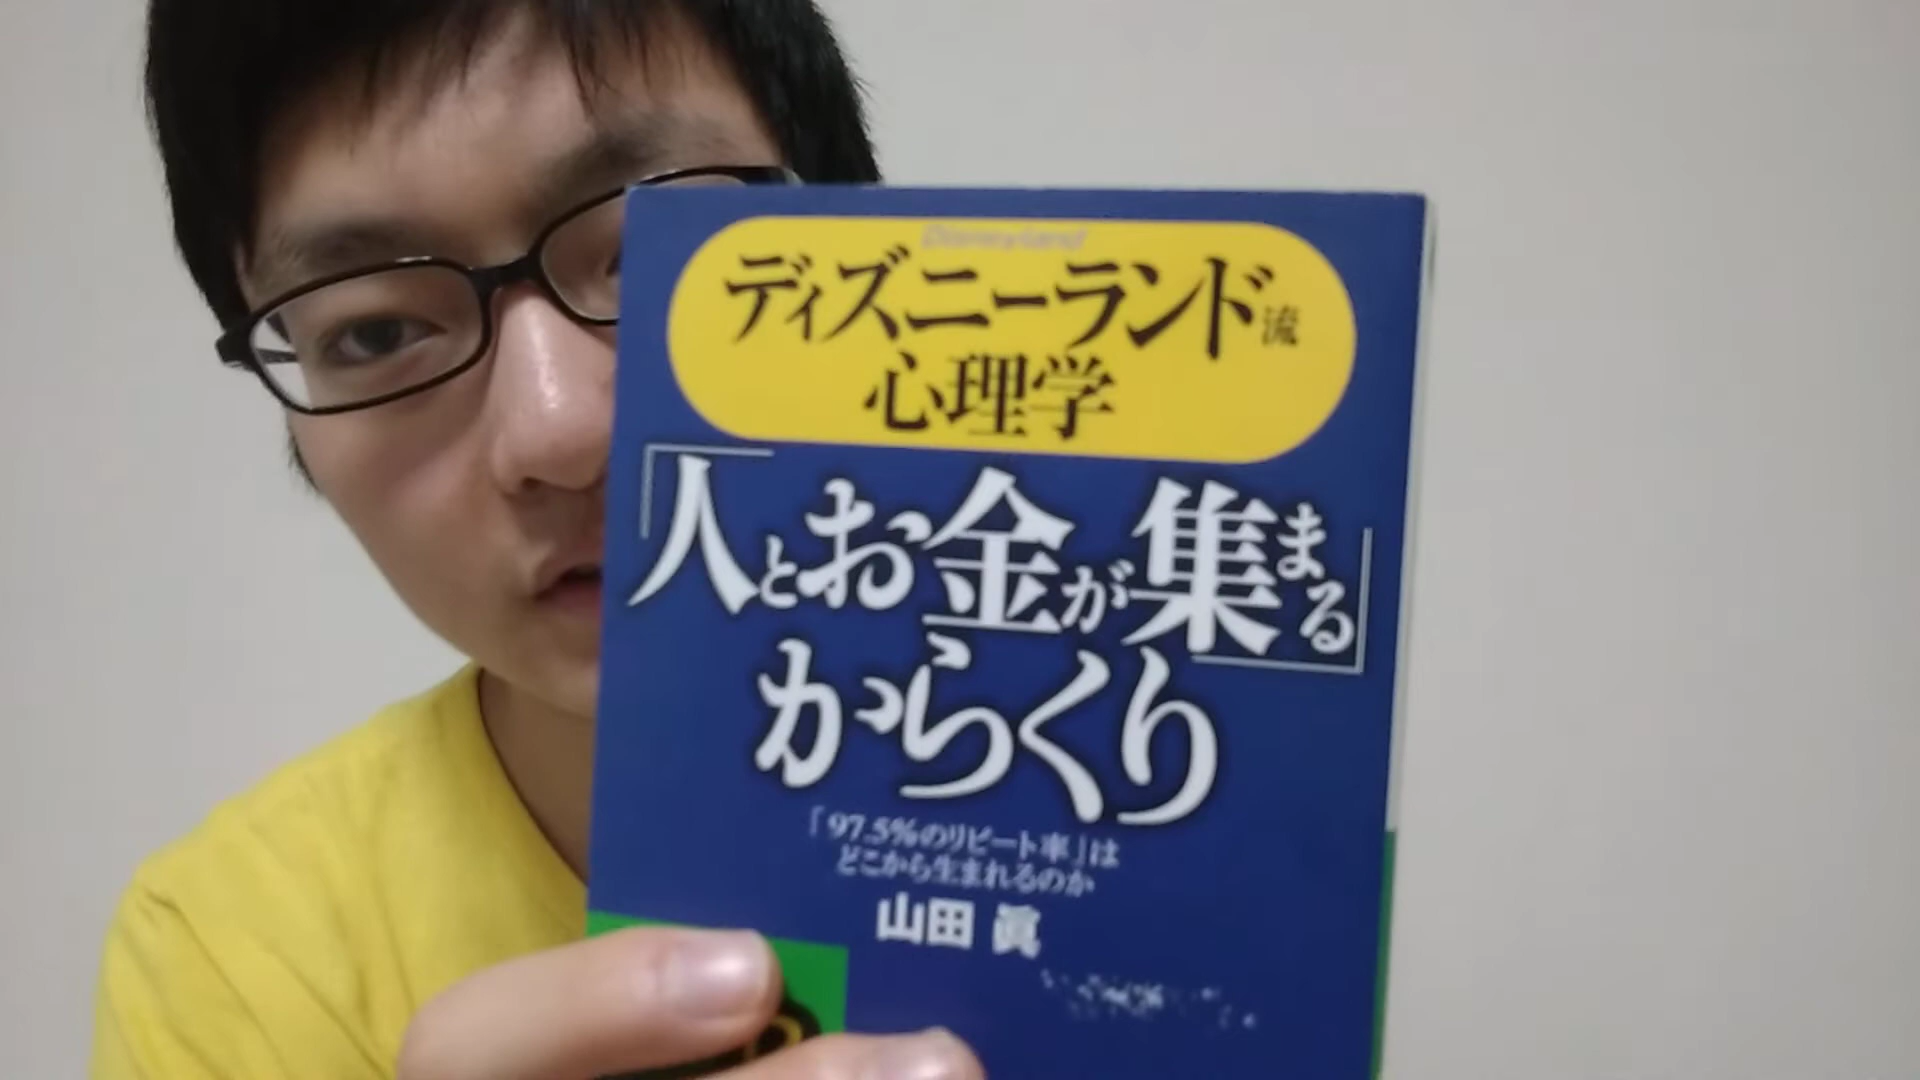 Disneyland
ディズニーランド流
心理学
「人とお金が集まる」
からくり
「97.5%のリピート率」は
どこから生まれるのか
山田 眞